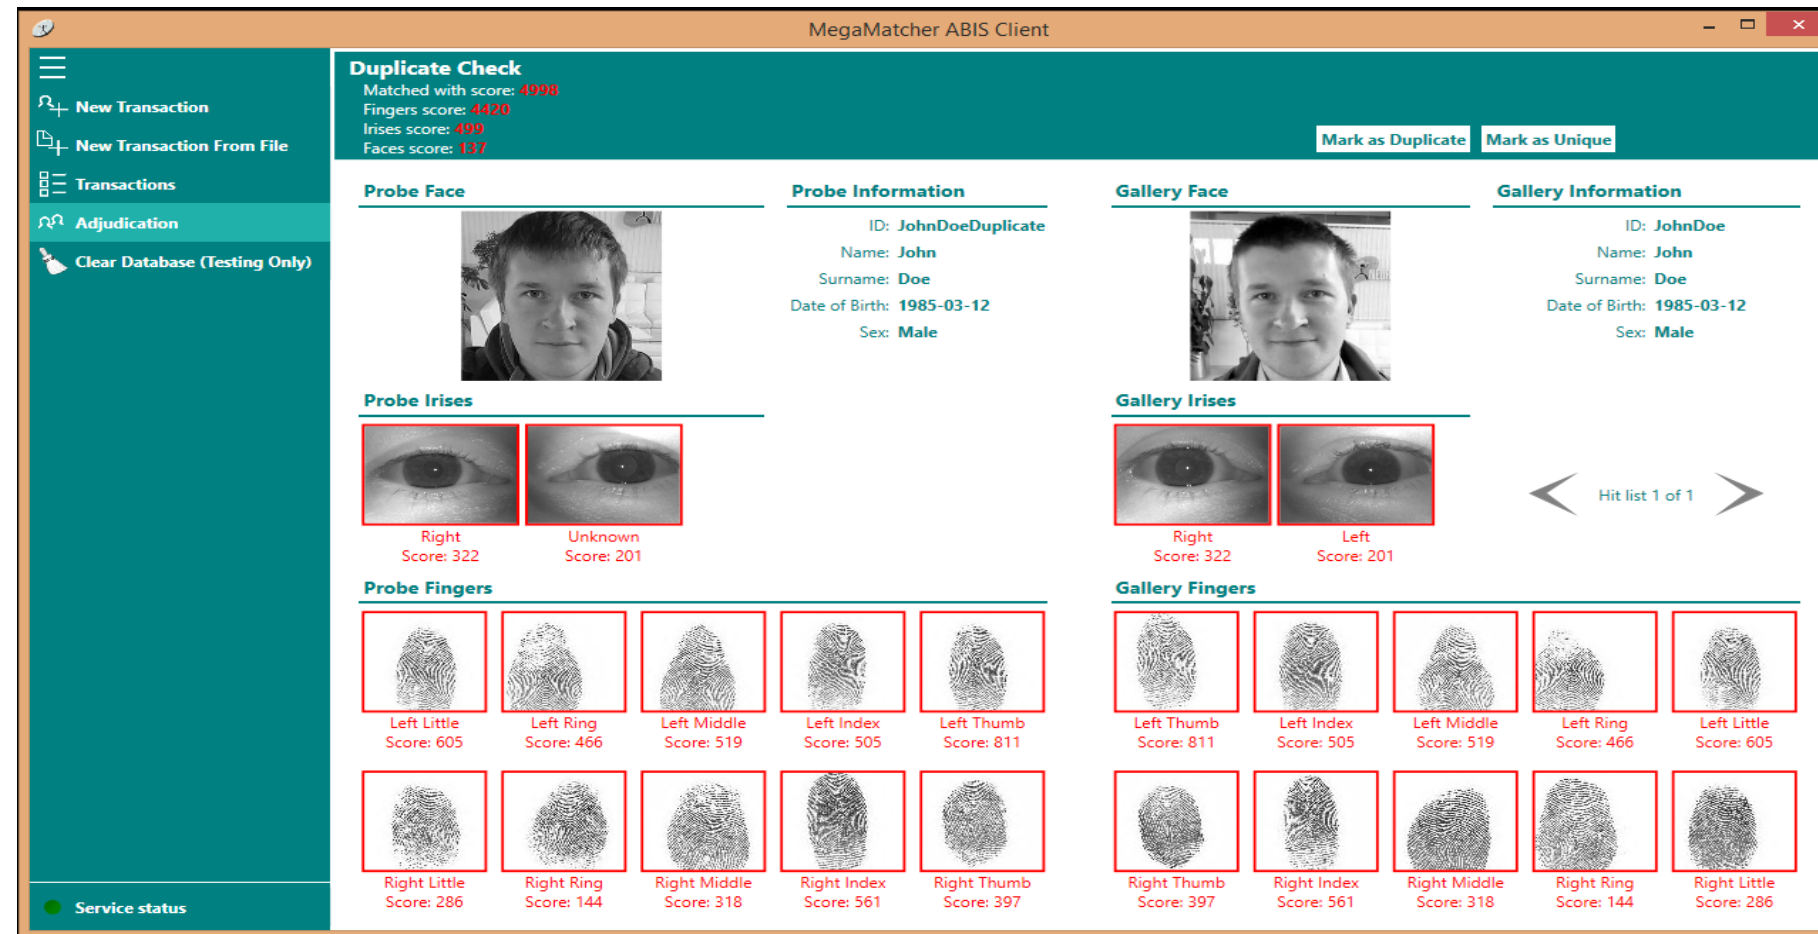 MegaMatcher ABIS Client
New Transaction
New Transaction From File
Transactions
Adjudication
Clear Database (Testing Only)
Service status
Duplicate Check
Matched with score: 4998
Fingers score: 4420
Irises score: 499
Faces score: 137
Mark as Duplicate Mark as Unique
Probe Face
Probe Information
ID: JohnDoeDuplicate
Name: John
Surname: Doe
Date of Birth: 1985-03-12
Sex: Male
Gallery Face
Gallery Information
ID: JohnDoe
Name: John
Surname: Doe
Date of Birth: 1985-03-12
Sex: Male
Probe Irises
Right Unknown
Score: 322 Score: 201
Gallery Irises
Right Left
Score: 322 Score: 201
Hit list 1 of 1
Probe Fingers
Left Little Left Ring Left Middle Left Index Left Thumb
Score: 605 Score: 466 Score: 519 Score: 505 Score: 811
Right Little Right Ring Right Middle Right Index Right Thumb
Score: 286 Score: 144 Score: 318 Score: 561 Score: 397
Gallery Fingers
Left Thumb Left Index Left Middle Left Ring Left Little
Score: 811 Score: 505 Score: 519 Score: 466 Score: 605
Right Thumb Right Index Right Middle Right Ring Right Little
Score: 397 Score: 561 Score: 318 Score: 144 Score: 286